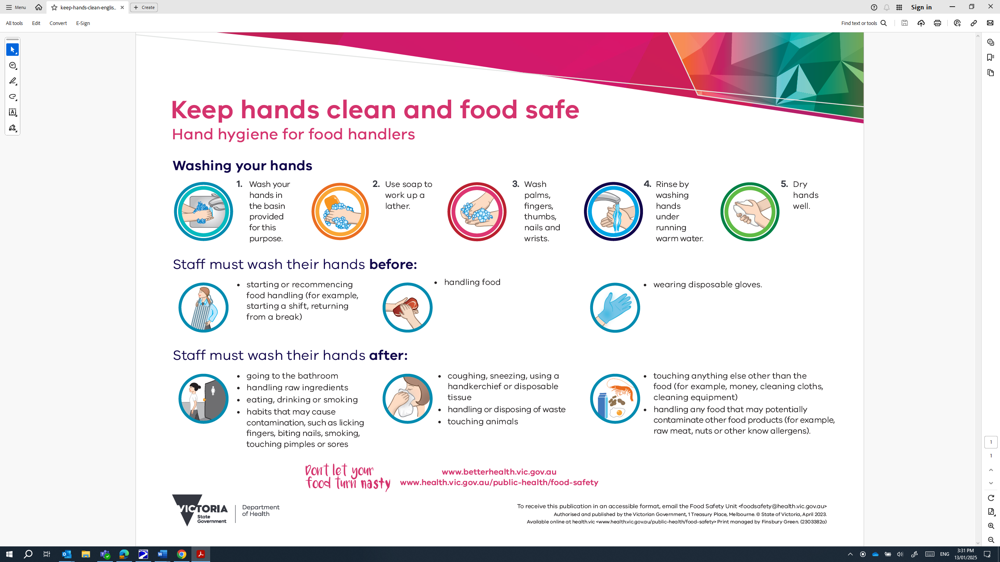 Menu
keep-hands-clean-englis...
Create
Sign in
All tools
Edit
Convert
E-Sign
Find text or tools
Keep hands clean and food safe
Hand hygiene for food handlers
Washing your hands
1. Wash your
hands in
the basin
provided
for this
purpose.
2. Use soap to
work up a
lather.
3. Wash
palms,
fingers,
thumbs,
nails and
wrists.
4. Rinse by
washing
hands
under
running
warm water.
5. Dry
hands
well.
Staff must wash their hands before:
• starting or recommencing
food handling (for example,
starting a shift, returning
from a break)
• handling food
• wearing disposable gloves.
Staff must wash their hands after:
• going to the bathroom
• handling raw ingredients
• eating, drinking or smoking
• habits that may cause
contamination, such as licking
fingers, biting nails, smoking,
touching pimples or sores
• coughing, sneezing, using a
handkerchief or disposable
tissue
• handling or disposing of waste
• touching animals
• touching anything else other than the
food (for example, money, cleaning cloths,
cleaning equipment)
• handling any food that may potentially
contaminate other food products (for example,
raw meat, nuts or other know allergens).
Don't let your
food turn nasty
www.betterhealth.vic.gov.au
www.health.vic.gov.au/public-health/food-safety
VICTORIA
State
Government
Department
of Health
To receive this publication in an accessible format, email the Food Safety Unit <foodsafety@health.vic.gov.au>
Authorised and published by the Victorian Government, 1 Treasury Place, Melbourne. © State of Victoria, April 2023.
Available online at health.vic <www.health.vic.gov.au/public-health/food-safety> Print managed by Finsbury Green. (2303382a)
1
1
PATHWAY
ENG
3:31 PM
13/01/2025